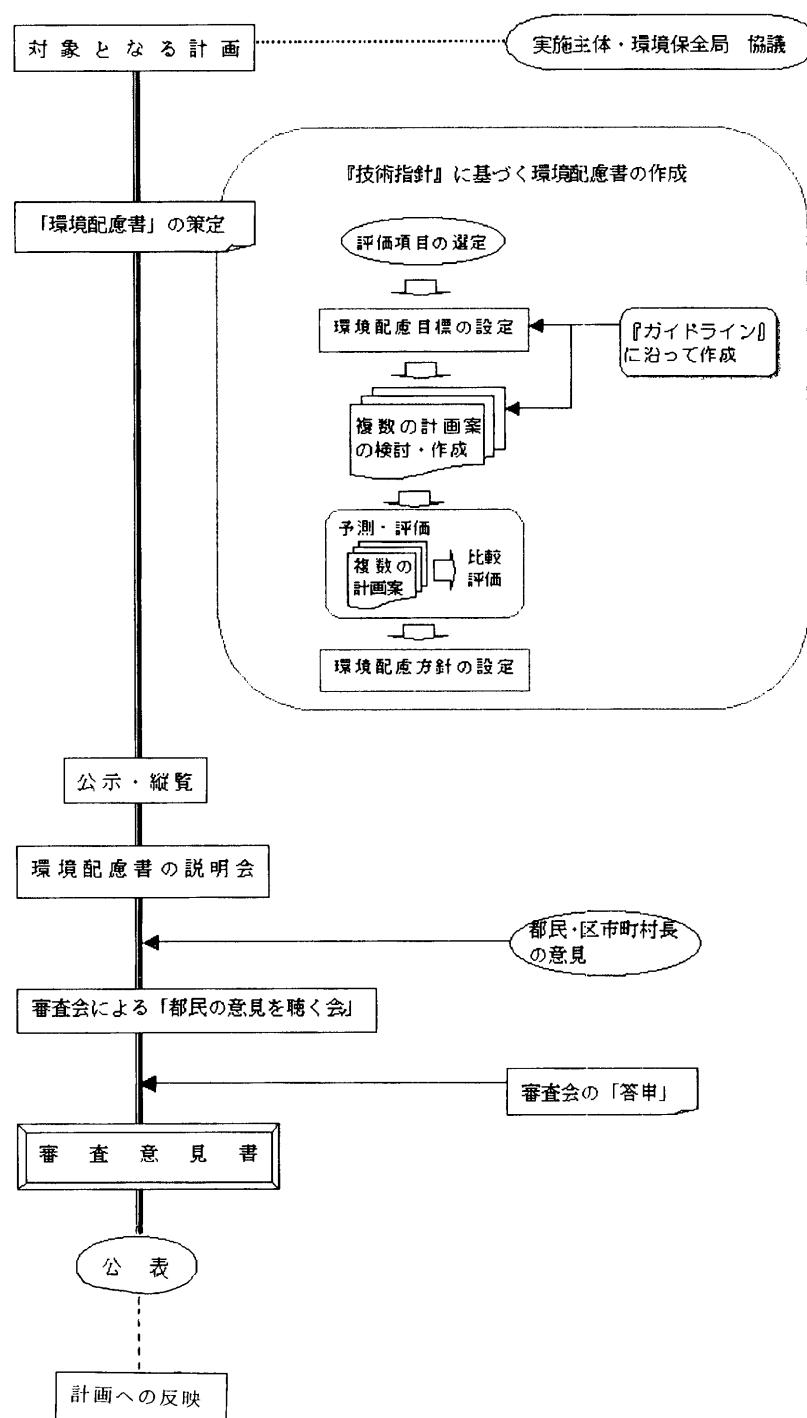 対象となる計画
実施主体・環境保全局 協議
『技術指針』に基づく環境配慮書の作成
「環境配慮書」の策定
評価項目の選定
環境配慮目標の設定
『ガイドライン』
に沿って作成
複数の計画案
の検討・作成
予測・評価
複数の
計画案
比較
評価
環境配慮方針の設定
公示・縦覧
環境配慮書の説明会
都民・区市町村長
の意見
審査会による「都民の意見を聴く会」
審査会の「答申」
審査意見書
公表
計画への反映